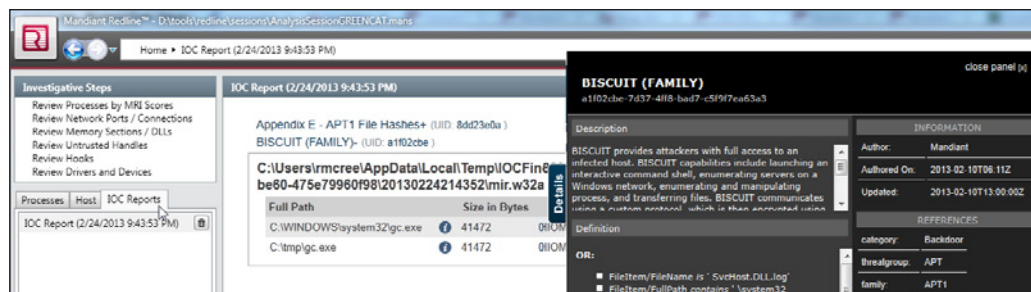 Mandiant Redline™ - D:\tools\redline\sessions\AnalysisSessionGREENCAT.mans
Home ▸ IOC Report (2/24/2013 9:43:53 PM)
Investigative Steps
Review Processes by MRI Scores
Review Network Ports / Connections
Review Memory Sections / DLLs
Review Untrusted Handles
Review Hooks
Review Drivers and Devices
Processes Host IOC Reports
IOC Report (2/24/2013 9:43:53 PM)
IOC Report (2/24/2013 9:43:53 PM)
Appendix E - APT1 File Hashes+ (UID: 8dd23e0a )
BISCUIT (FAMILY)- (UID: a1f02cbe )
C:\Users\rmcree\AppData\Local\Temp\IOCFin
be60-475e79960f98\20130224214352\mir.w32a
Full Path Size in Bytes
C:\WINDOWS\system32\gc.exe 41472
C:\tmp\gc.exe 41472
Details
close panel [x]
BISCUIT (FAMILY)
a1f02cbe-7d37-4ff8-bad7-c5f9f7ea63a3
Description
BISCUIT provides attackers with full access to an
infected host. BISCUIT capabilities include launching an
interactive command shell, enumerating servers on a
Windows network, enumerating and manipulating
process, and transferring files. BISCUIT communicates
using a custom protocol, which is then encrypted using
Definition
OR:
FileItem/FileName is ' SvcHost.DLL.log'
FileItem/FullPath contains ' \system32
INFORMATION
Author: Mandiant
Authored On: 2013-02-10T06:11Z
Updated: 2013-02-10T13:00:00Z
REFERENCES
category: Backdoor
threatgroup: APT
family: APT1